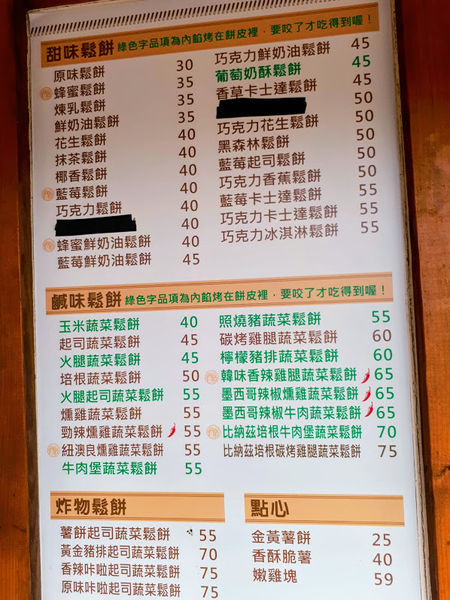 甜味鬆餅 綠色字品項為內餡烤在餅皮裡，要咬了才吃得到喔！
原味鬆餅 30
蜂蜜鬆餅 35
煉乳鬆餅 35
鮮奶油鬆餅 35
花生鬆餅 40
抹茶鬆餅 40
椰香鬆餅 40
藍莓鬆餅 40
巧克力鬆餅 40
40
蜂蜜鮮奶油鬆餅 40
藍莓鮮奶油鬆餅 45
巧克力鮮奶油鬆餅 45
葡萄奶酥鬆餅 45
香草卡士達鬆餅 45
50
巧克力花生鬆餅 50
黑森林鬆餅 50
藍莓起司鬆餅 50
巧克力香蕉鬆餅 50
藍莓卡士達鬆餅 55
巧克力卡士達鬆餅 55
巧克力冰淇淋鬆餅 55
鹹味鬆餅 綠色字品項為內餡烤在餅皮裡，要咬了才吃得到喔！
玉米蔬菜鬆餅 40
起司蔬菜鬆餅 45
火腿蔬菜鬆餅 45
培根蔬菜鬆餅 50
火腿起司蔬菜鬆餅 55
燻雞蔬菜鬆餅 55
勁辣燻雞蔬菜鬆餅 55
紐澳良燻雞蔬菜鬆餅 55
牛肉堡蔬菜鬆餅 55
照燒豬蔬菜鬆餅 55
碳烤雞腿蔬菜鬆餅 60
檸檬豬排蔬菜鬆餅 60
韓味香辣雞腿蔬菜鬆餅 65
墨西哥辣椒燻雞蔬菜鬆餅 65
墨西哥辣椒牛肉蔬菜鬆餅 65
比納茲培根牛肉堡蔬菜鬆餅 70
比納茲培根碳烤雞腿蔬菜鬆餅 75
炸物鬆餅
薯餅起司蔬菜鬆餅 55
黃金豬排起司蔬菜鬆餅 70
香辣咔啦起司蔬菜鬆餅 75
原味咔啦起司蔬菜鬆餅 75
點心
金黃薯餅 25
香酥脆薯 40
嫩雞塊 59